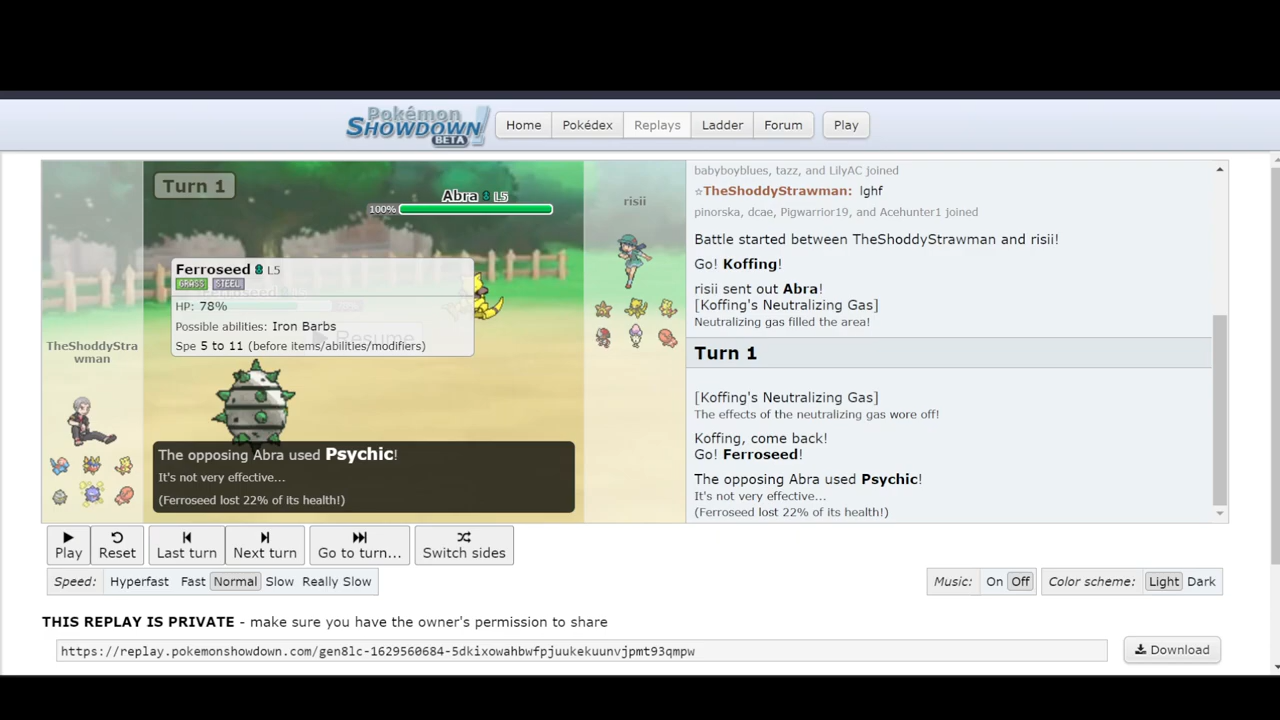 Pokémon
SHOWDOWN!
BETA
Home
Pokédex
Replays
Ladder
Forum
Play
Turn 1
Abra L5
100%
risii
Ferroseed L5
GRASS STEEL
HP: 78%
Possible abilities: Iron Barbs
Resume
Spe 5 to 11 (before items/abilities/modifiers)
TheShoddyStra
wman
The opposing Abra used Psychic!
It's not very effective...
(Ferroseed lost 22% of its health!)
babyboyblues, tazz, and LilyAC joined
☆TheShoddyStrawman: lghf
pinorska, dcae, Pigwarrior19, and Acehunter1 joined
Battle started between TheShoddyStrawman and risii!
Go! Koffing!
risii sent out Abra!
[Koffing's Neutralizing Gas]
Neutralizing gas filled the area!
Turn 1
[Koffing's Neutralizing Gas]
The effects of the neutralizing gas wore off!
Koffing, come back!
Go! Ferroseed!
The opposing Abra used Psychic!
It's not very effective...
(Ferroseed lost 22% of its health!)
Play
Reset
Last turn
Next turn
Go to turn...
Switch sides
Speed: Hyperfast Fast Normal Slow Really Slow
Music: On Off
Color scheme: Light Dark
THIS REPLAY IS PRIVATE - make sure you have the owner's permission to share
https://replay.pokemonshowdown.com/gen8lc-1629560684-5dkixowahbwfpjuukekuunvjpmt93qmpw
Download